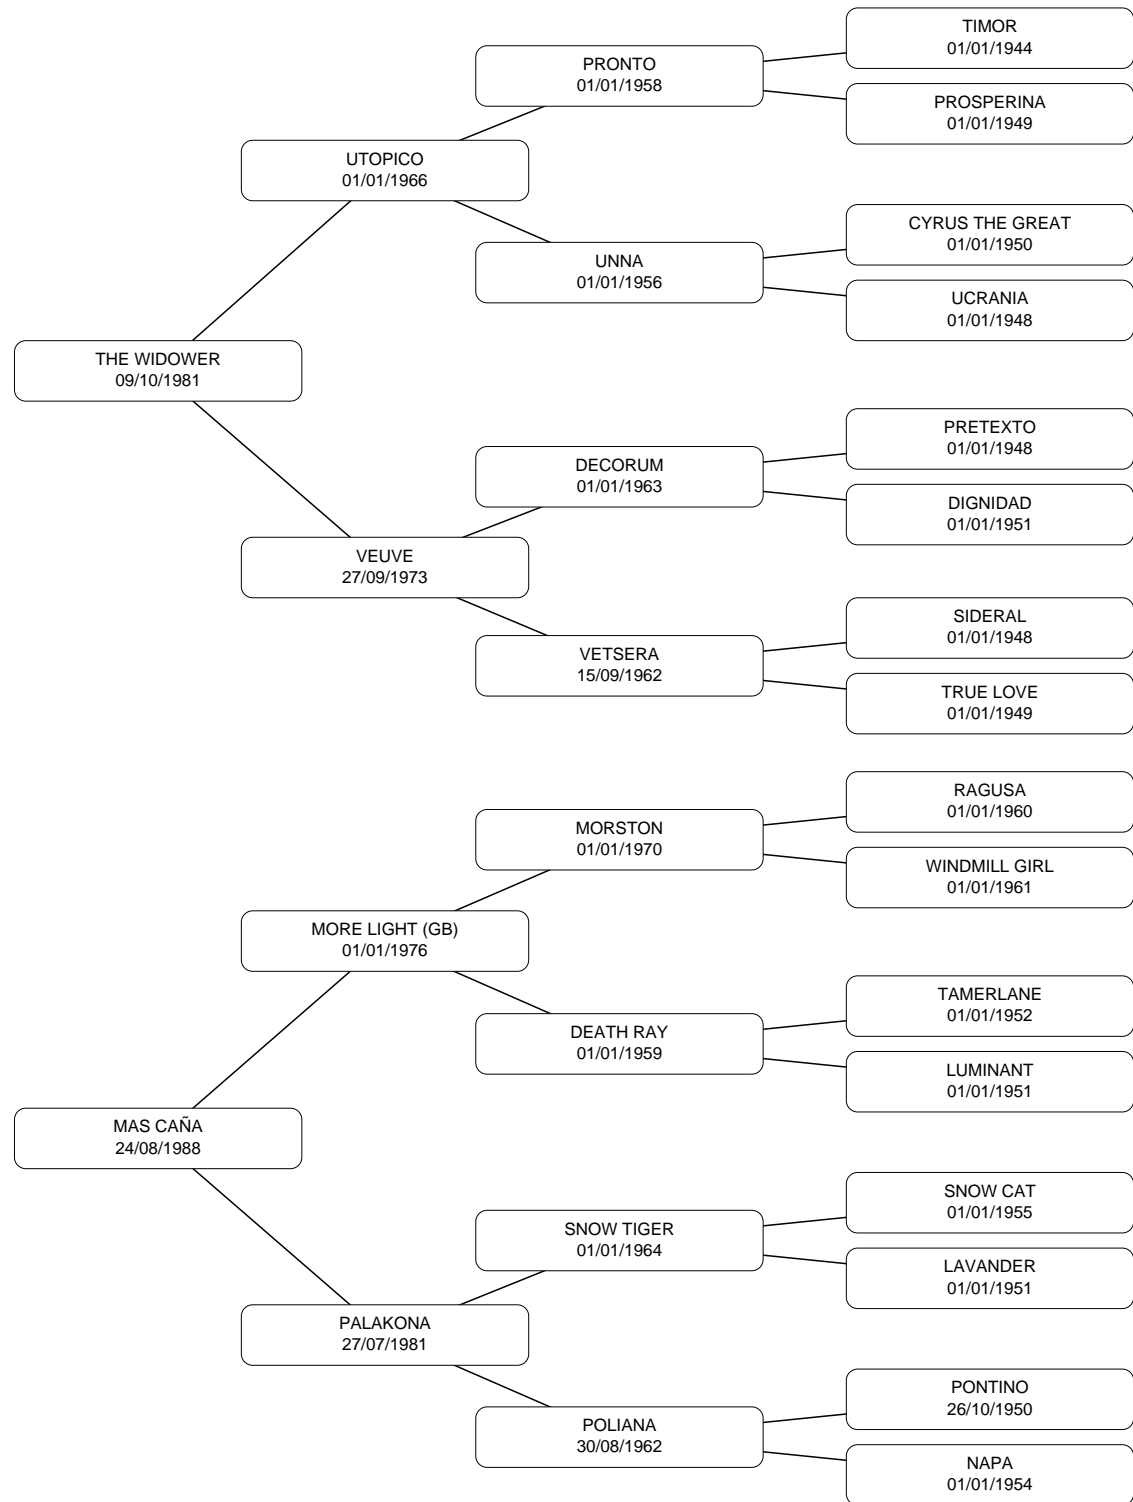 TIMOR
01/01/1944
PRONTO
01/01/1958
PROSPERINA
01/01/1949
UTOPICO
01/01/1966
CYRUS THE GREAT
01/01/1950
UNNA
01/01/1956
UCRANIA
01/01/1948
THE WIDOWER
09/10/1981
PRETEXTO
01/01/1948
DECORUM
01/01/1963
DIGNIDAD
01/01/1951
VEUVE
27/09/1973
SIDERAL
01/01/1948
VETSERA
15/09/1962
TRUE LOVE
01/01/1949
RAGUSA
01/01/1960
MORSTON
01/01/1970
WINDMILL GIRL
01/01/1961
MORE LIGHT (GB)
01/01/1976
TAMERLANE
01/01/1952
DEATH RAY
01/01/1959
LUMINANT
01/01/1951
MAS CAÑA
24/08/1988
SNOW CAT
01/01/1955
SNOW TIGER
01/01/1964
LAVANDER
01/01/1951
PALAKONA
27/07/1981
PONTINO
26/10/1950
POLIANA
30/08/1962
NAPA
01/01/1954